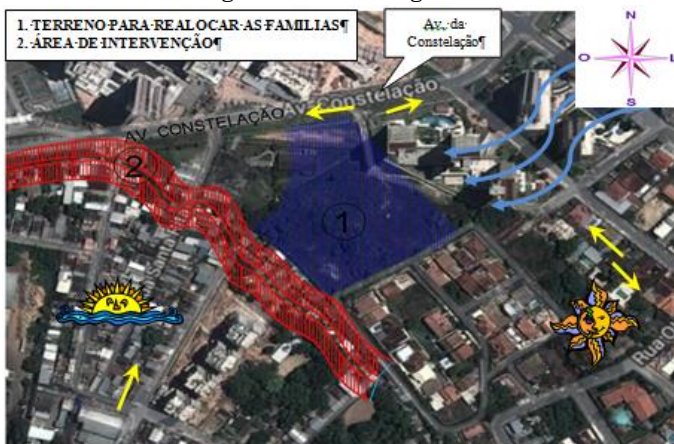 1. TERRENO·PARA·REALOCAR·AS·FAMILIAS¶
2. ÁREA·DE·INTERVENÇÃO¶
Av. da
Constelação¶
N
O
L
S
Av. Constelação
AV CONSTELAÇÃO
2
1
Rua O